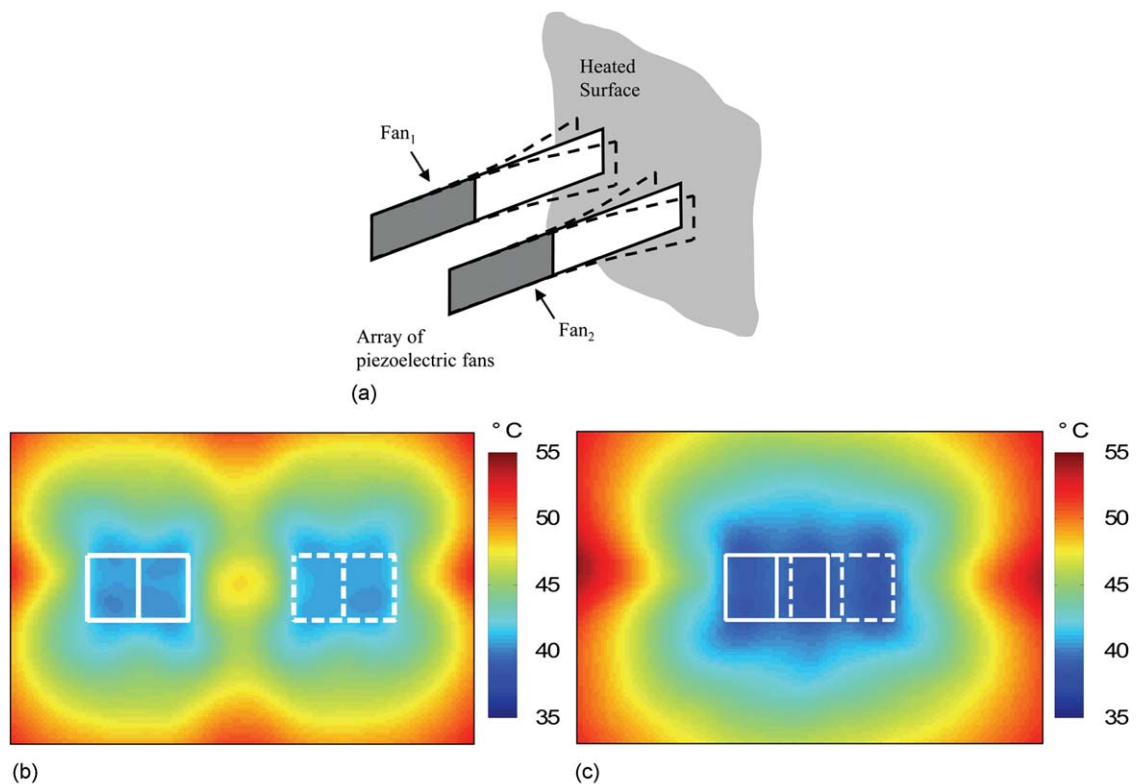 Heated
Surface
Fan₁
Fan₂
Array of
piezoelectric fans
(a)
° C
55
50
45
40
35
(b)
° C
55
50
45
40
35
(c)